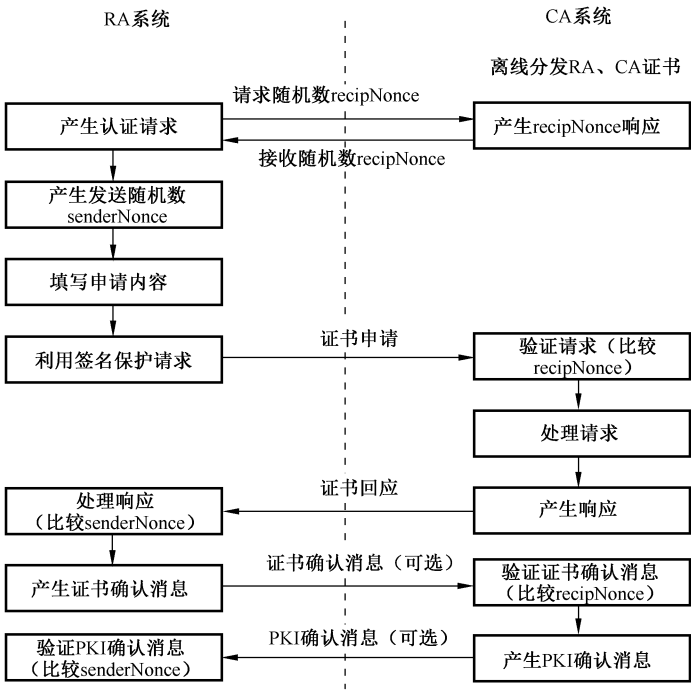 RA系统
CA系统
离线分发RA、CA证书
请求随机数recipNonce
产生认证请求
产生recipNonce响应
接收随机数recipNonce
产生发送随机数
senderNonce
填写申请内容
利用签名保护请求
证书申请
验证请求（比较
recipNonce）
处理请求
产生响应
证书回应
处理响应
（比较senderNonce）
产生证书确认消息
证书确认消息（可选）
验证证书确认消息
（比较recipNonce）
产生PKI确认消息
PKI确认消息（可选）
验证PKI确认消息
（比较senderNonce）